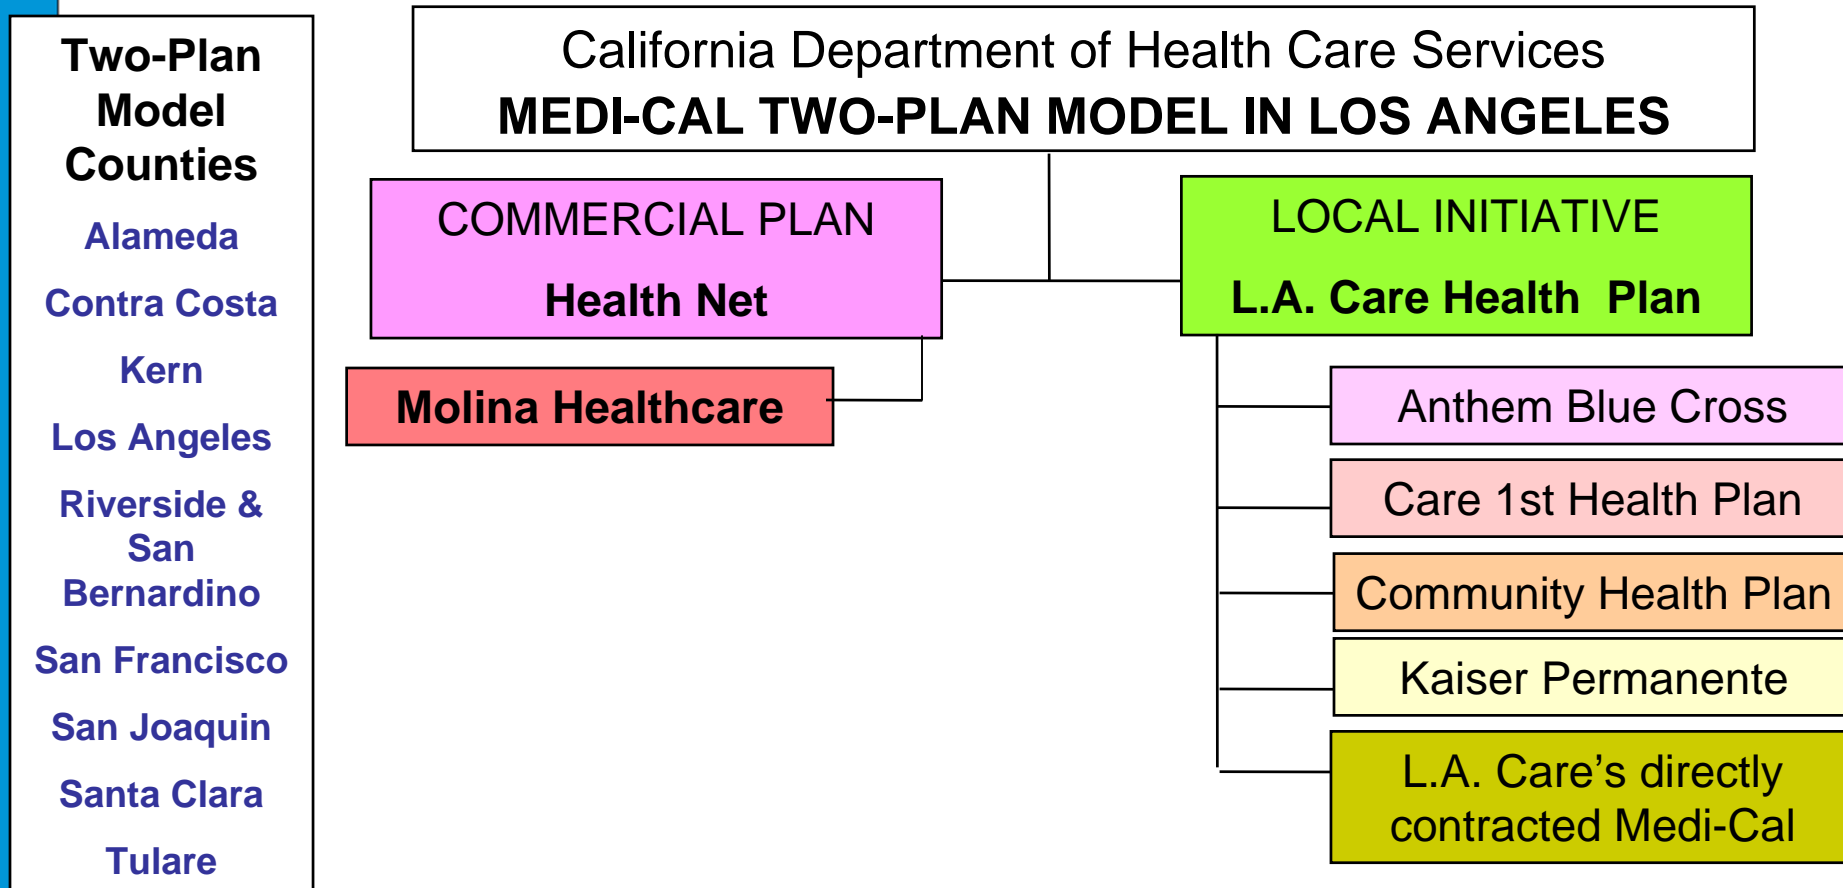 Two-Plan
Model
Counties
Alameda
Contra Costa
Kern
Los Angeles
Riverside &
San
Bernardino
San Francisco
San Joaquin
Santa Clara
Tulare
California Department of Health Care Services
MEDI-CAL TWO-PLAN MODEL IN LOS ANGELES
COMMERCIAL PLAN
Health Net
Molina Healthcare
LOCAL INITIATIVE
L.A. Care Health Plan
Anthem Blue Cross
Care 1st Health Plan
Community Health Plan
Kaiser Permanente
L.A. Care’s directly
contracted Medi-Cal